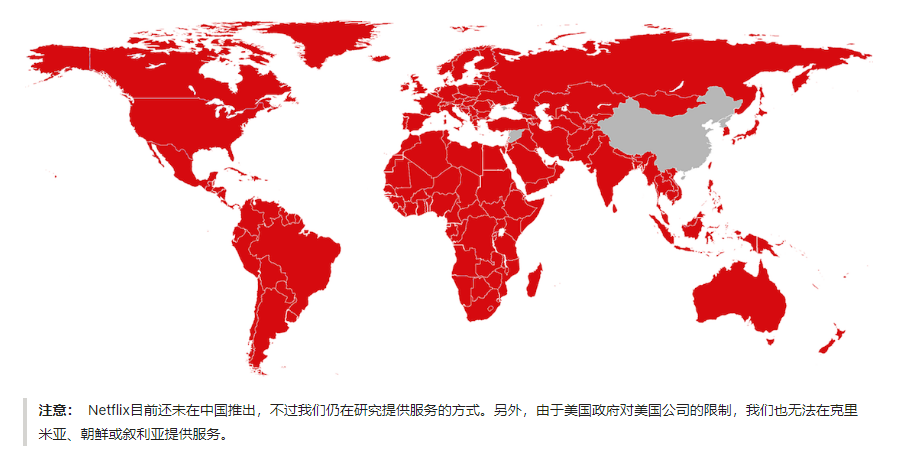 注意： Netflix目前还未在中国推出，不过我们仍在研究提供服务的方式。另外，由于美国政府对美国公司的限制，我们也无法在克里
米亚、朝鲜或叙利亚提供服务。